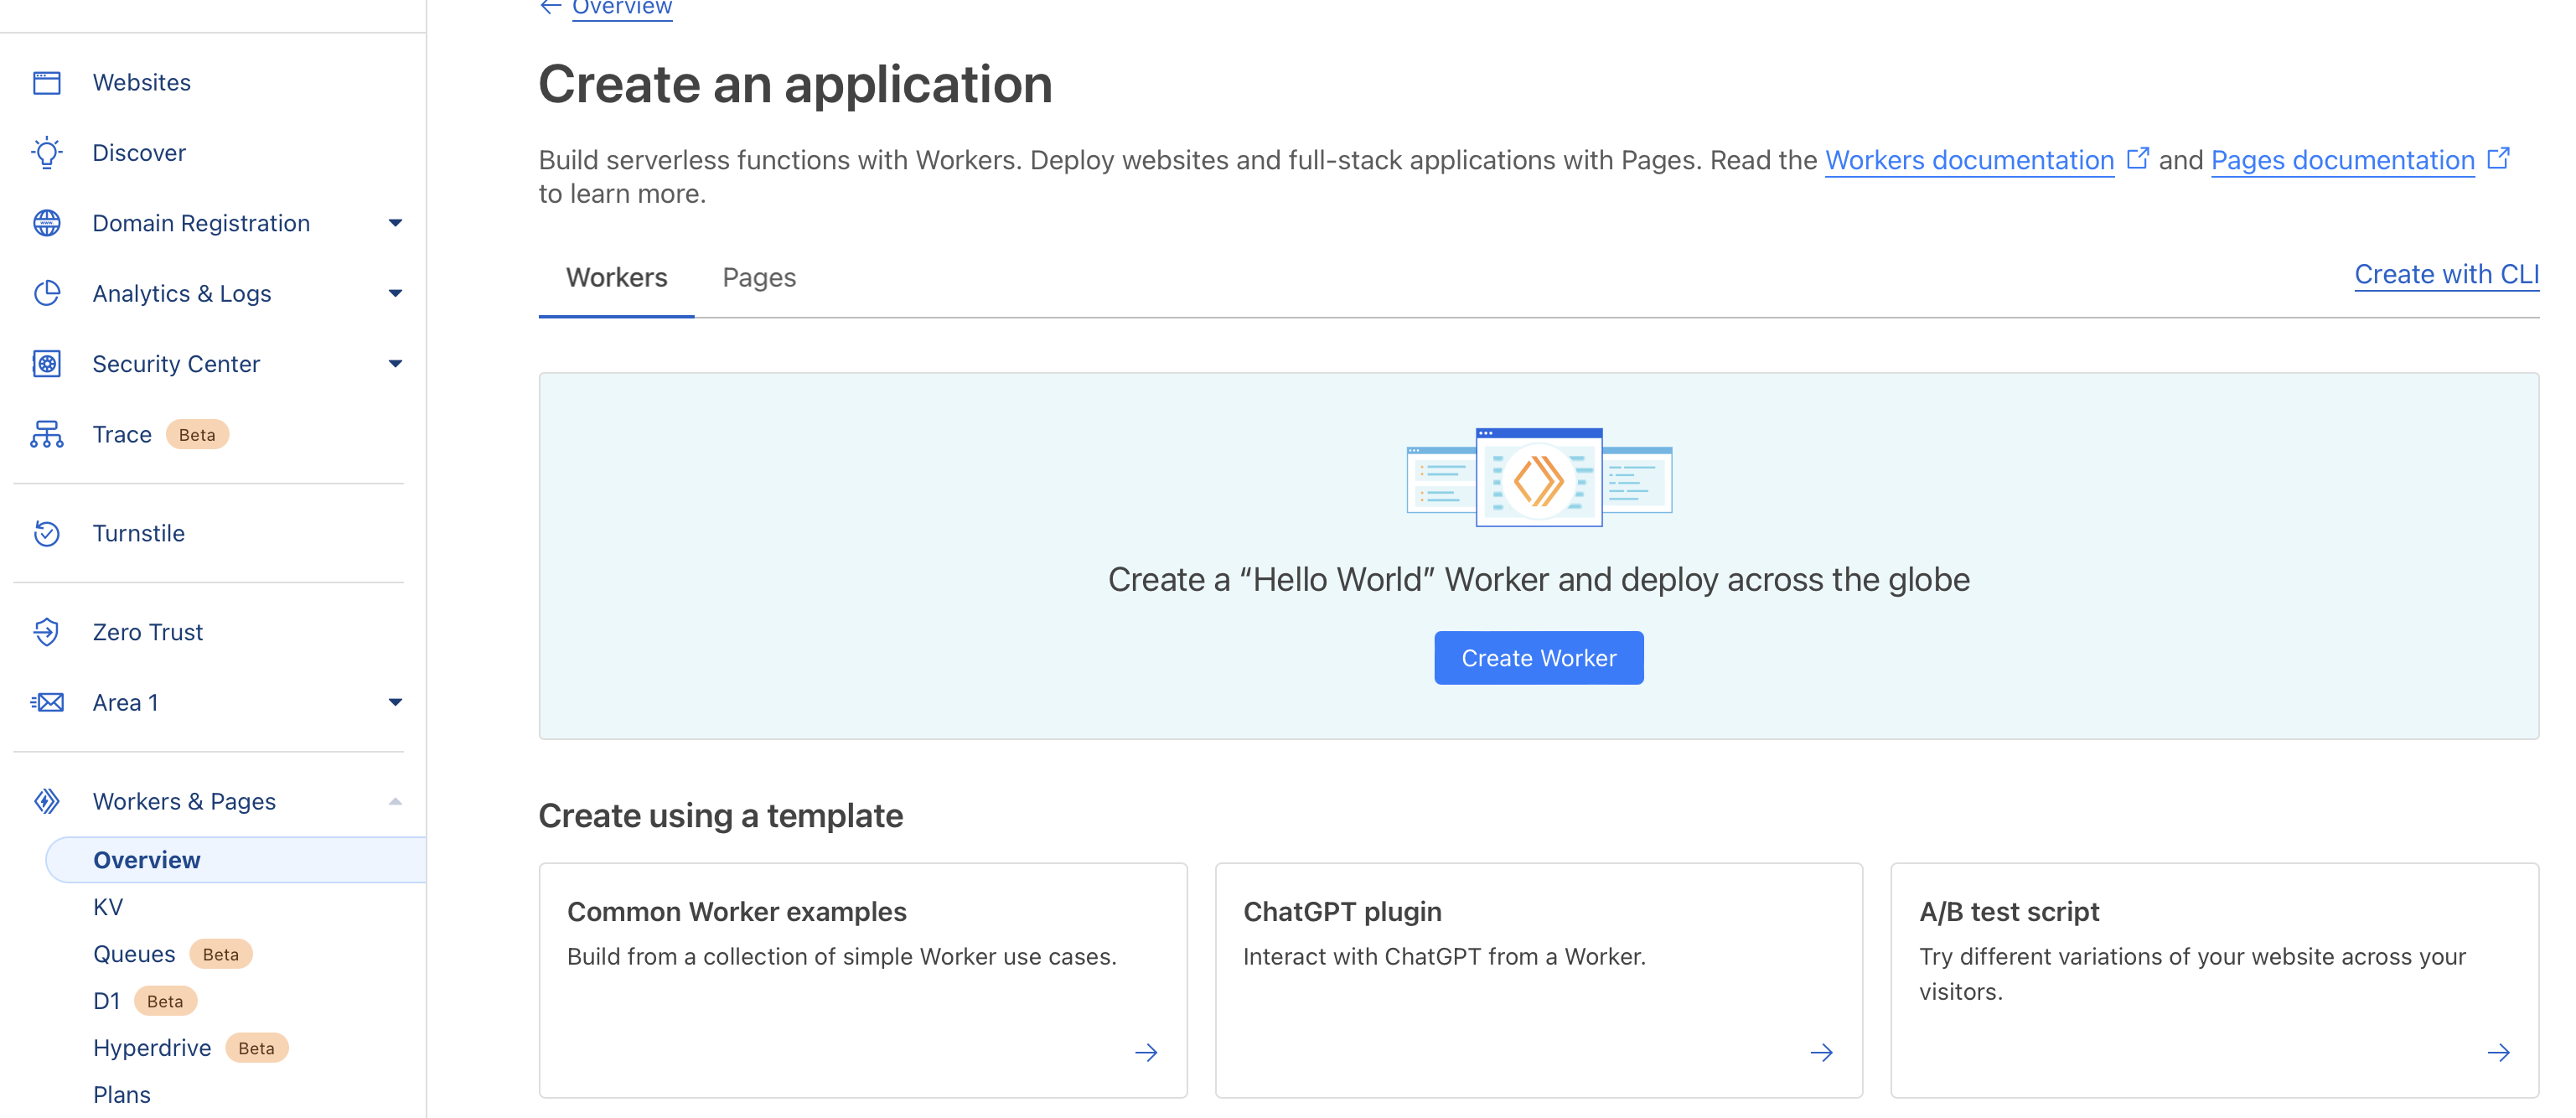 Websites
Discover
Domain Registration
Analytics & Logs
Security Center
Trace Beta
Turnstile
Zero Trust
Area 1
Workers & Pages
Overview
KV
Queues Beta
D1 Beta
Hyperdrive Beta
Plans
← Overview
Create an application
Build serverless functions with Workers. Deploy websites and full-stack applications with Pages. Read the Workers documentation and Pages documentation
to learn more.
Workers Pages Create with CLI
Create a “Hello World” Worker and deploy across the globe
Create Worker
Create using a template
Common Worker examples
Build from a collection of simple Worker use cases.
ChatGPT plugin
Interact with ChatGPT from a Worker.
A/B test script
Try different variations of your website across your
visitors.